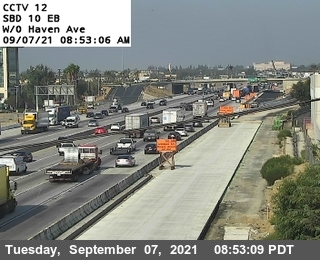 CCTV 12
SBD 10 EB
W/O Haven Ave
09/07/21 08:53:06 AM
Tuesday, September 07, 2021 08:53:09 PDT